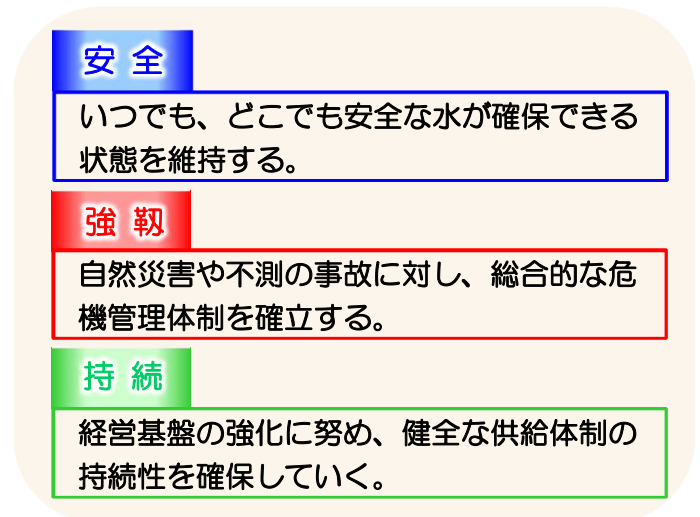 安全
いつでも、どこでも安全な水が確保できる
状態を維持する。
強靱
自然災害や不測の事故に対し、総合的な危
機管理体制を確立する。
持続
経営基盤の強化に努め、健全な供給体制の
持続性を確保していく。